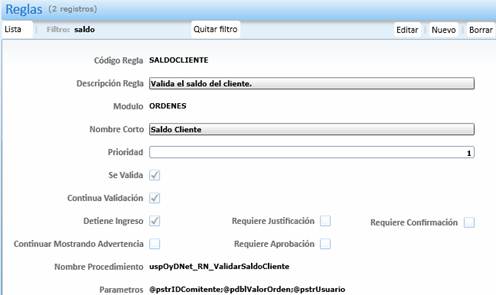 Reglas (2 registros)
Lista Filtro: saldo Quitar filtro Editar Nuevo Borrar
Código Regla SALDOCLIENTE
Descripción Regla Valida el saldo del cliente.
Modulo ORDENES
Nombre Corto Saldo Cliente
Prioridad 1
Se Valida
Continua Validación
Detiene Ingreso Requiere Justificación Requiere Confirmación
Continuar Mostrando Advertencia Requiere Aprobación
Nombre Procedimiento uspOyDNet_RN_ValidarSaldoCliente
Parametros @pstrIDComitente;@pdblValorOrden;@pstrUsuario